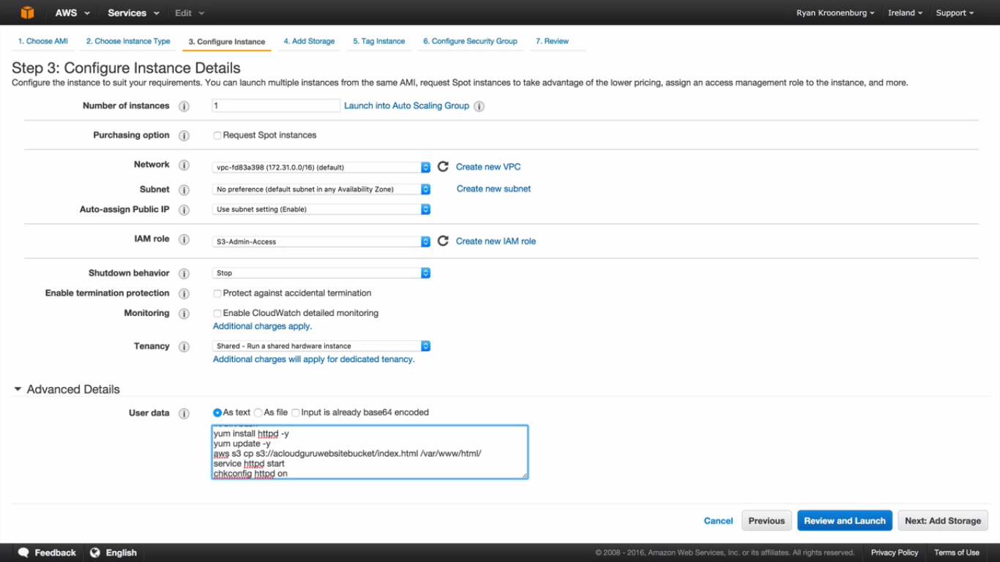 AWS Services Edit Ryan Kroonenburg Ireland Support
1. Choose AMI 2. Choose Instance Type 3. Configure Instance 4. Add Storage 5. Tag Instance 6. Configure Security Group 7. Review
Step 3: Configure Instance Details
Configure the instance to suit your requirements. You can launch multiple instances from the same AMI, request Spot instances to take advantage of the lower pricing, assign an access management role to the instance, and more.
Number of instances 1 Launch into Auto Scaling Group
Purchasing option Request Spot instances
Network vpc-fd83a398 (172.31.0.0/16) (default) Create new VPC
Subnet No preference (default subnet in any Availability Zone) Create new subnet
Auto-assign Public IP Use subnet setting (Enable)
IAM role S3-Admin-Access Create new IAM role
Shutdown behavior Stop
Enable termination protection Protect against accidental termination
Monitoring Enable CloudWatch detailed monitoring
Additional charges apply.
Tenancy Shared - Run a shared hardware instance
Additional charges will apply for dedicated tenancy.
Advanced Details
User data As text As file Input is already base64 encoded
yum install httpd -y
yum update -y
aws s3 cp s3://acloudguruwebsitebucket/index.html /var/www/html/
service httpd start
chkconfig httpd on
Cancel Previous Review and Launch Next: Add Storage
Feedback English © 2008 - 2016, Amazon Web Services, Inc. or its affiliates. All rights reserved. Privacy Policy Terms of Use